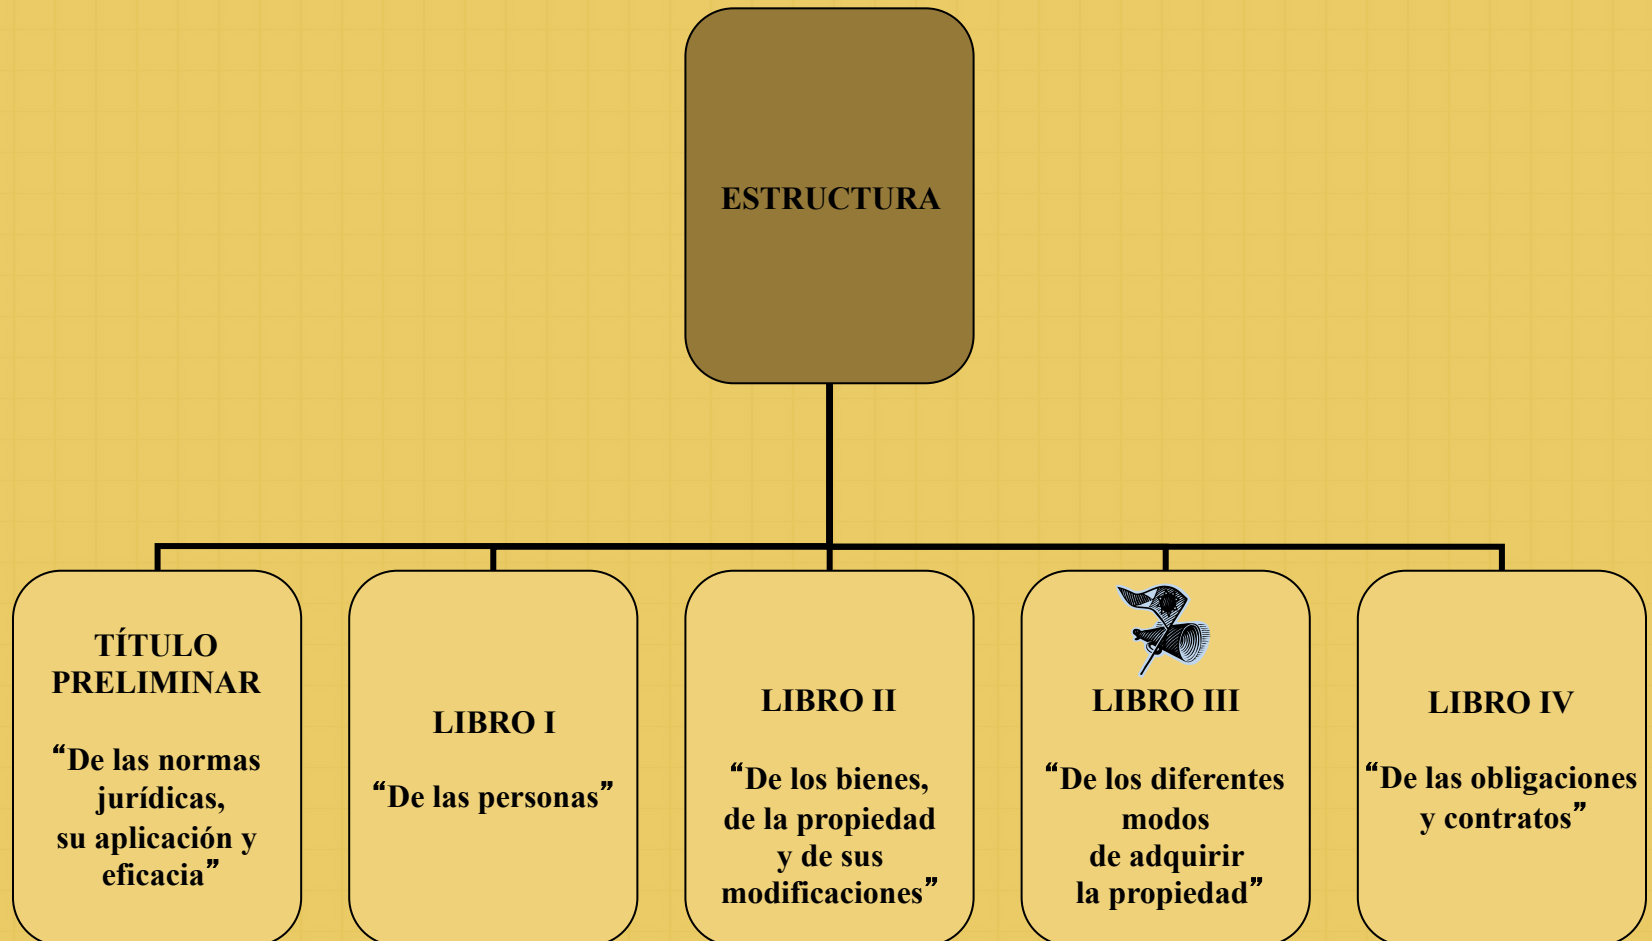 ESTRUCTURA
TÍTULO
PRELIMINAR
“De las normas
jurídicas,
su aplicación y
eficacia”
LIBRO I
“De las personas”
LIBRO II
“De los bienes,
de la propiedad
y de sus
modificaciones”
LIBRO III
“De los diferentes
modos
de adquirir
la propiedad”
LIBRO IV
“De las obligaciones
y contratos”